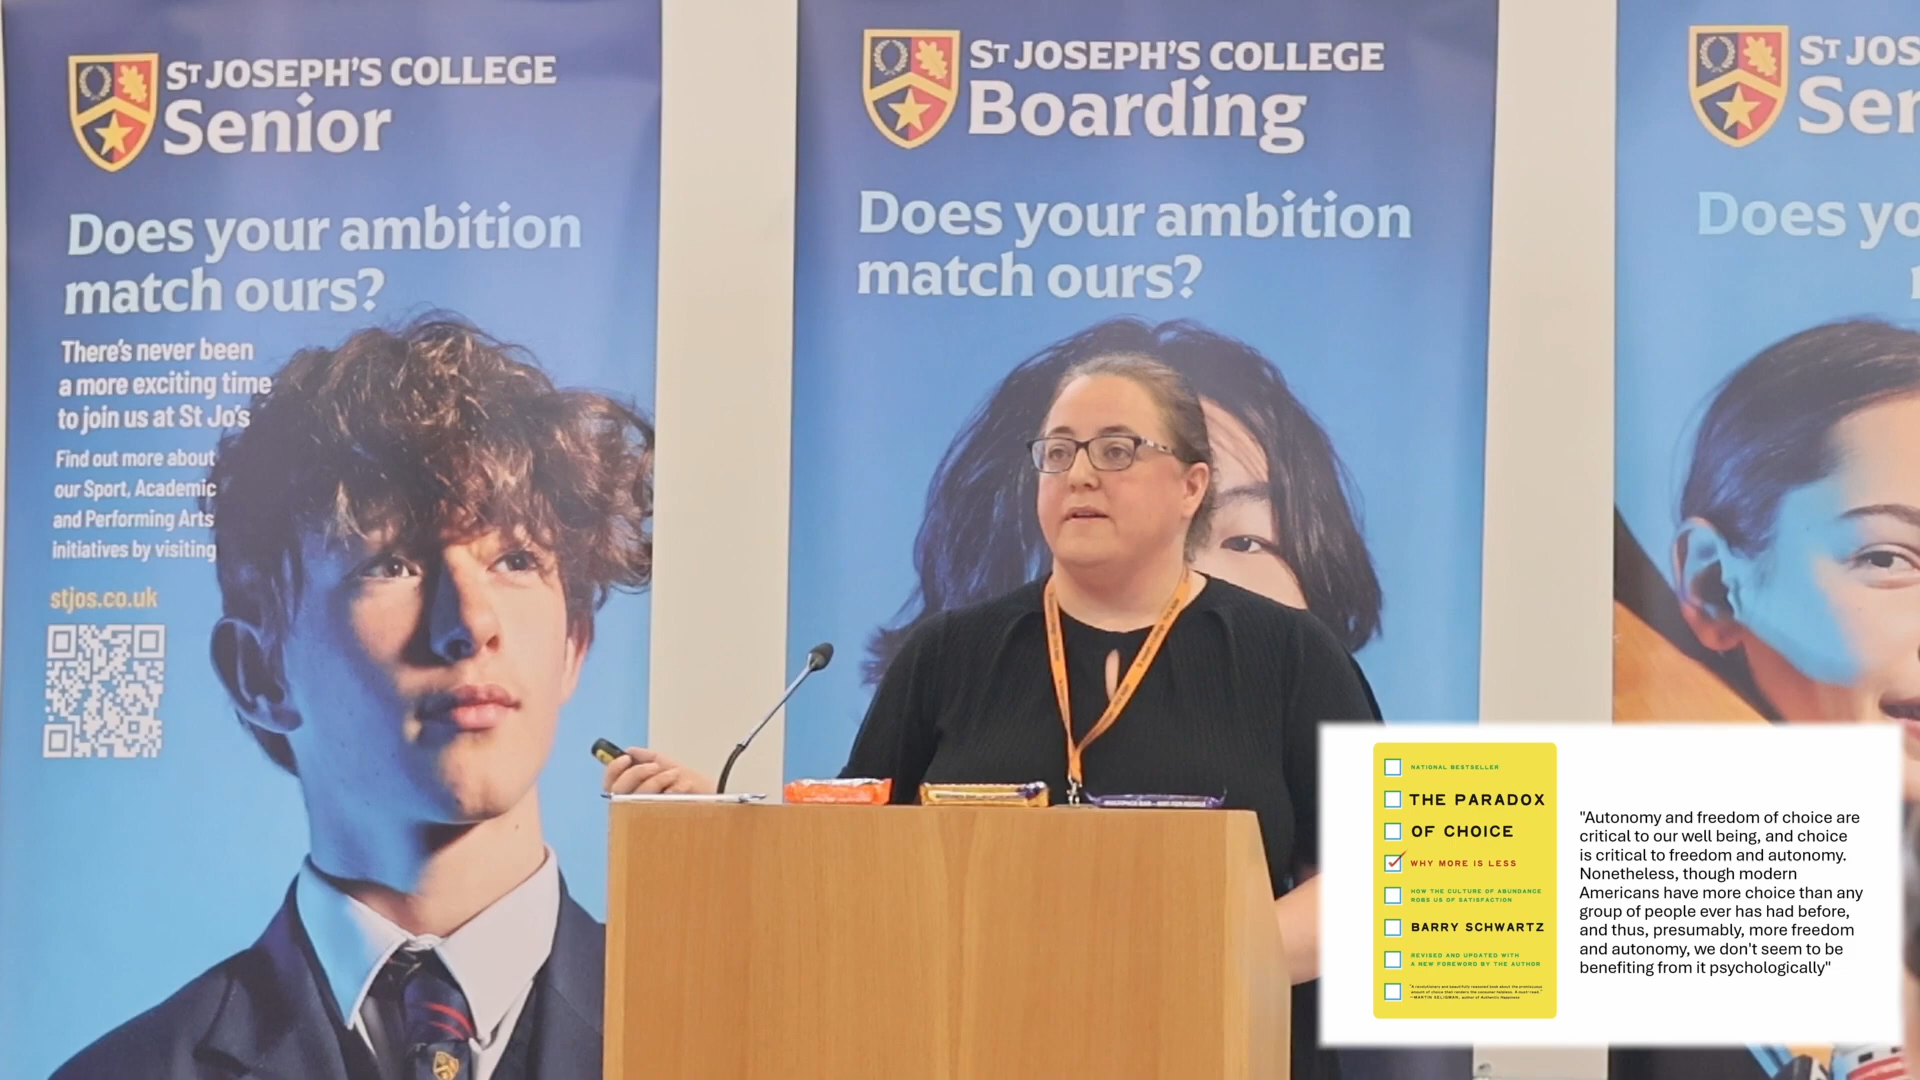 ST JOSEPH'S COLLEGE
Senior
Does your ambition
match ours?
There's never been
a more exciting time
to join us at St Jo's
Find out more about
our Sport, Academic
and Performing Arts
initiatives by visiting
stjos.co.uk
ST JOSEPH'S COLLEGE
Boarding
Does your ambition
match ours?
ST JOS
Ser
Does yo
NATIONAL BESTSELLER
THE PARADOX
OF CHOICE
WHY MORE IS LESS
HOW THE CULTURE OF ABUNDANCE
ROBS US OF SATISFACTION
BARRY SCHWARTZ
REVISED AND UPDATED WITH
A NEW FOREWORD BY THE AUTHOR
"Autonomy and freedom of choice are
critical to our well being, and choice
is critical to freedom and autonomy.
Nonetheless, though modern
Americans have more choice than any
group of people ever has had before,
and thus, presumably, more freedom
and autonomy, we don't seem to be
benefiting from it psychologically"